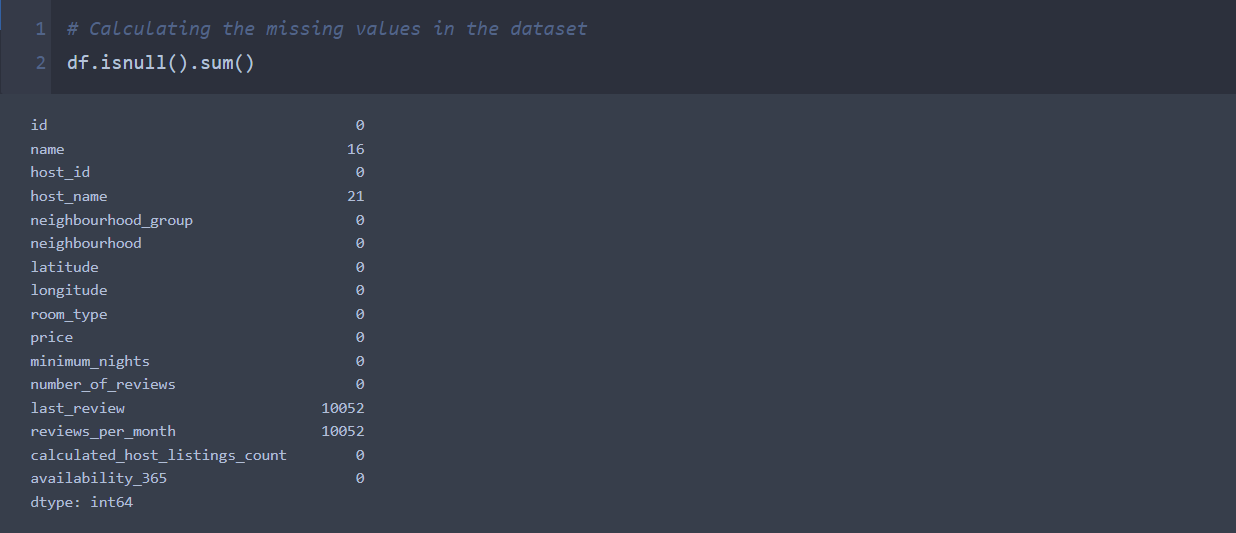 1 # Calculating the missing values in the dataset
2 df.isnull().sum()
id 0
name 16
host_id 0
host_name 21
neighbourhood_group 0
neighbourhood 0
latitude 0
longitude 0
room_type 0
price 0
minimum_nights 0
number_of_reviews 0
last_review 10052
reviews_per_month 10052
calculated_host_listings_count 0
availability_365 0
dtype: int64